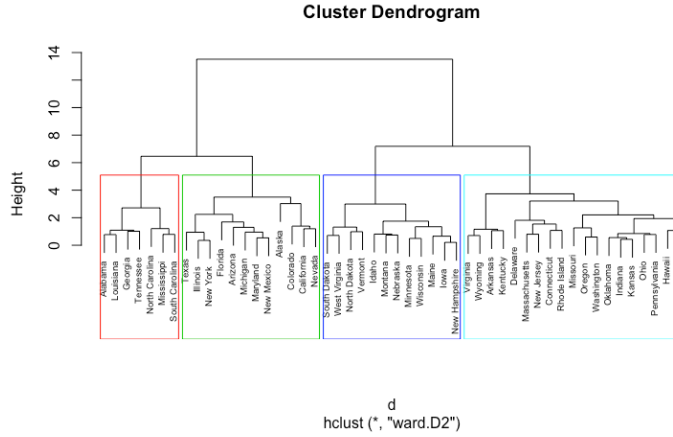 Cluster Dendrogram
Height
14
12
10
8
6
4
2
0
Alabama
Louisiana
Georgia
Tennessee
North Carolina
Mississippi
South Carolina
Texas
Illinois
New York
Florida
Arizona
Michigan
Maryland
New Mexico
Alaska
Colorado
California
Nevada
South Dakota
West Virginia
North Dakota
Vermont
Idaho
Montana
Nebraska
Minnesota
Wisconsin
Maine
Iowa
New Hampshire
Virginia
Wyoming
Arkansas
Kentucky
Delaware
Massachusetts
New Jersey
Connecticut
Rhode Island
Missouri
Oregon
Washington
Oklahoma
Indiana
Kansas
Ohio
Pennsylvania
Hawaii
d
hclust (*, "ward.D2")